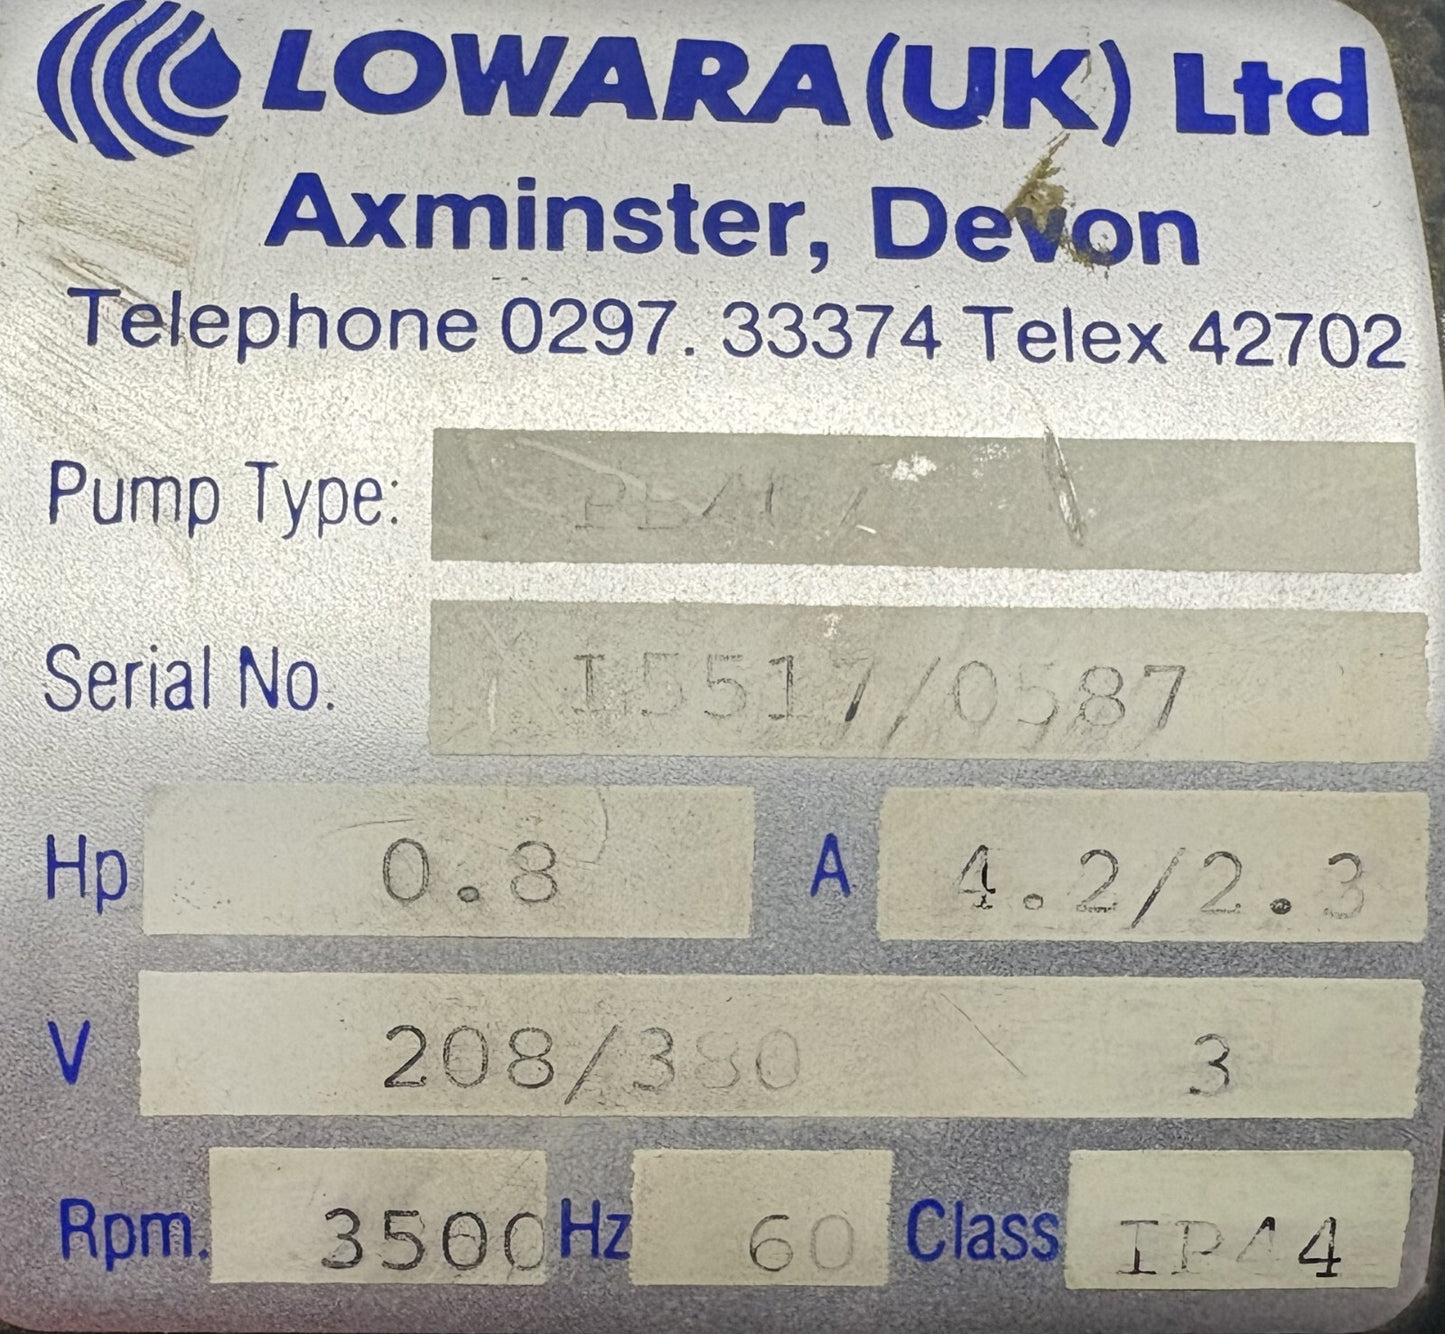 LOWARA(UK) Ltd
Axminster, Devon
Telephone 0297. 33374 Telex 42702
Pump Type:
Serial No. I5517/0587
Hp 0.8 A 4.2/2.3
V 208/380 3
Rpm. 3500 Hz 60 Class IP44